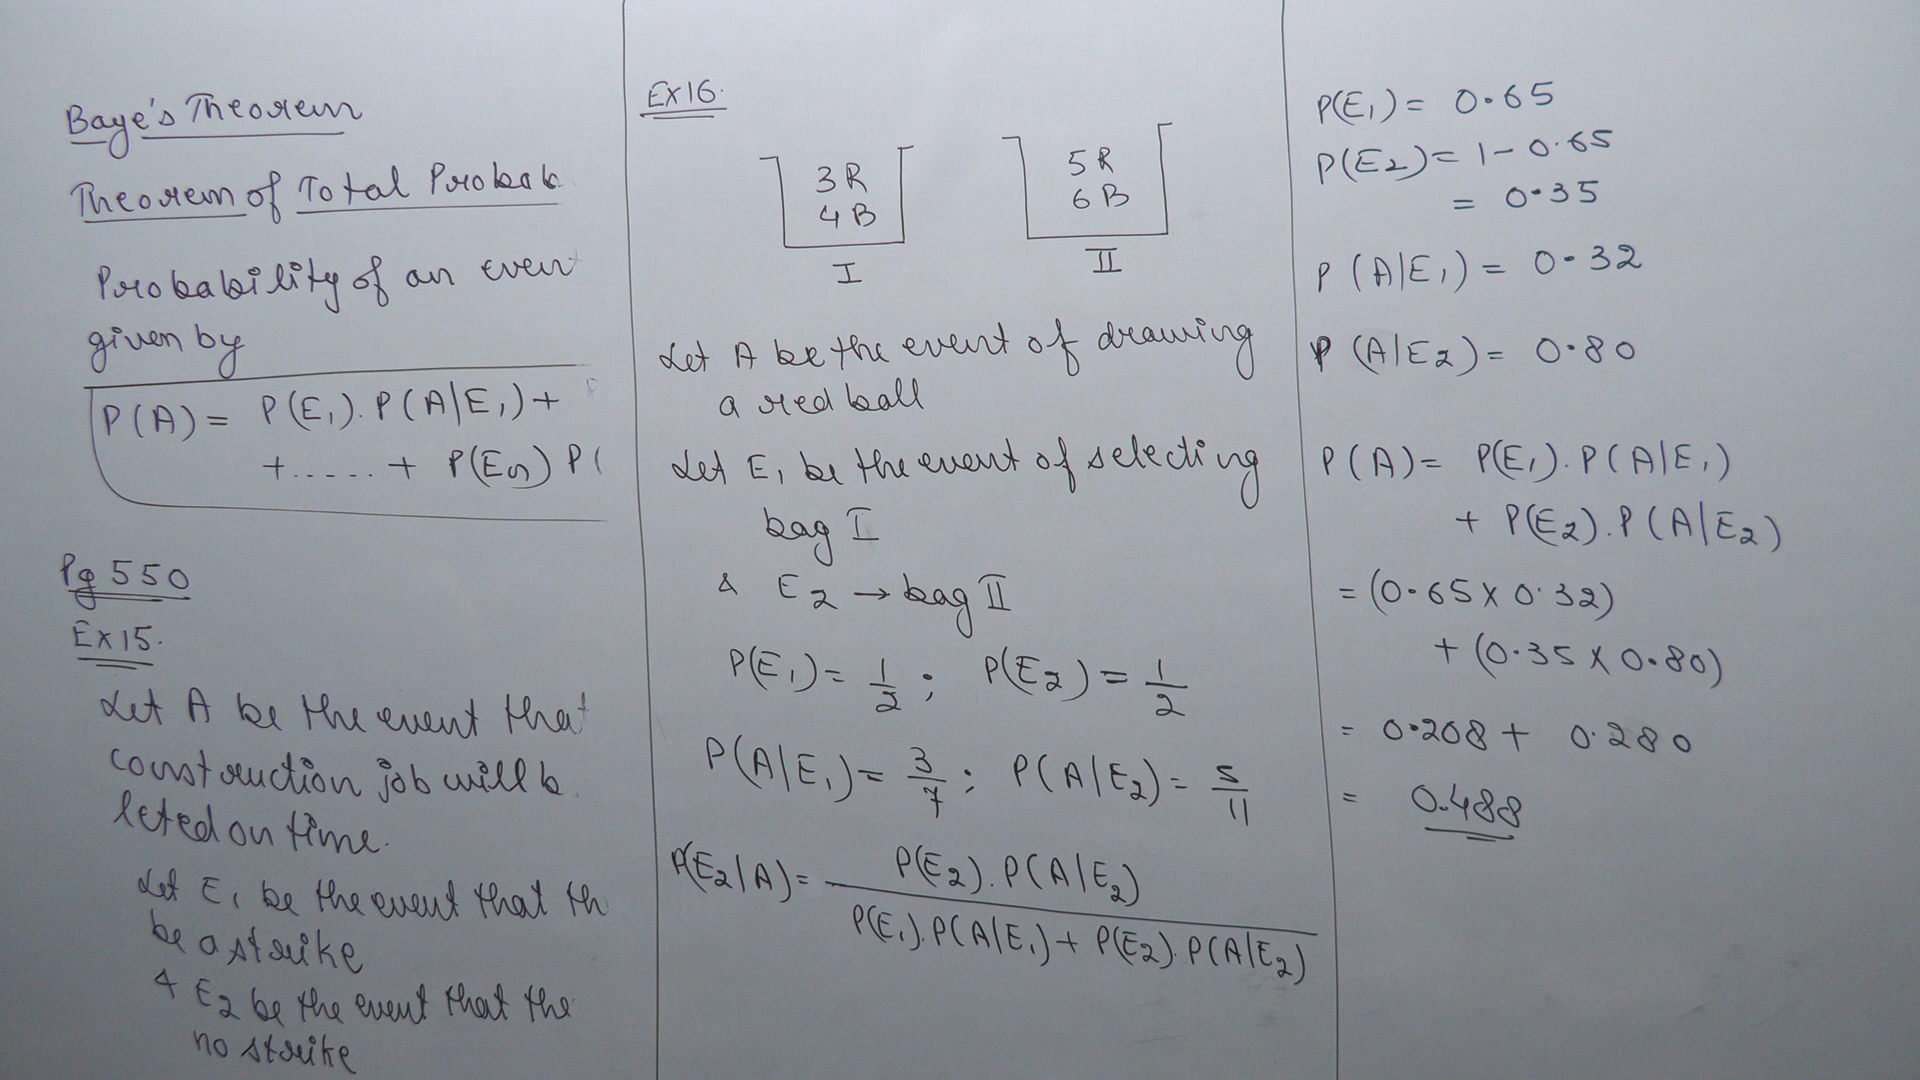 Baye's Theorem
Theorem of Total Probab
Probability of an even
given by
P(A) = P(E₁). P(A|E₁) +
+ ..... + P(En) P(
Pg 550
Ex 15.
Let A be the event that
construction job will b
leted on time.
Let E₁ be the event that th
be a strike
& E₂ be the event that the
no strike
Ex 16.
3R
4B
I
5R
6B
II
Let A be the event of drawing
a red ball
Let E₁ be the event of selecting
bag I
& E₂ → bag II
P(E₁) = 1/2 ; P(E₂) = 1/2
P(A|E₁) = 3/7 ; P(A|E₂) = 5/11
P(E₂|A) = P(E₂). P(A|E₂)
P(E₁). P(A|E₁) + P(E₂). P(A|E₂)
P(E₁) = 0.65
P(E₂) = 1 - 0.65
= 0.35
P(A|E₁) = 0.32
P(A|E₂) = 0.80
P(A) = P(E₁). P(A|E₁)
+ P(E₂). P(A|E₂)
= (0.65 X 0.32)
+ (0.35 X 0.80)
= 0.208 + 0.280
= 0.488